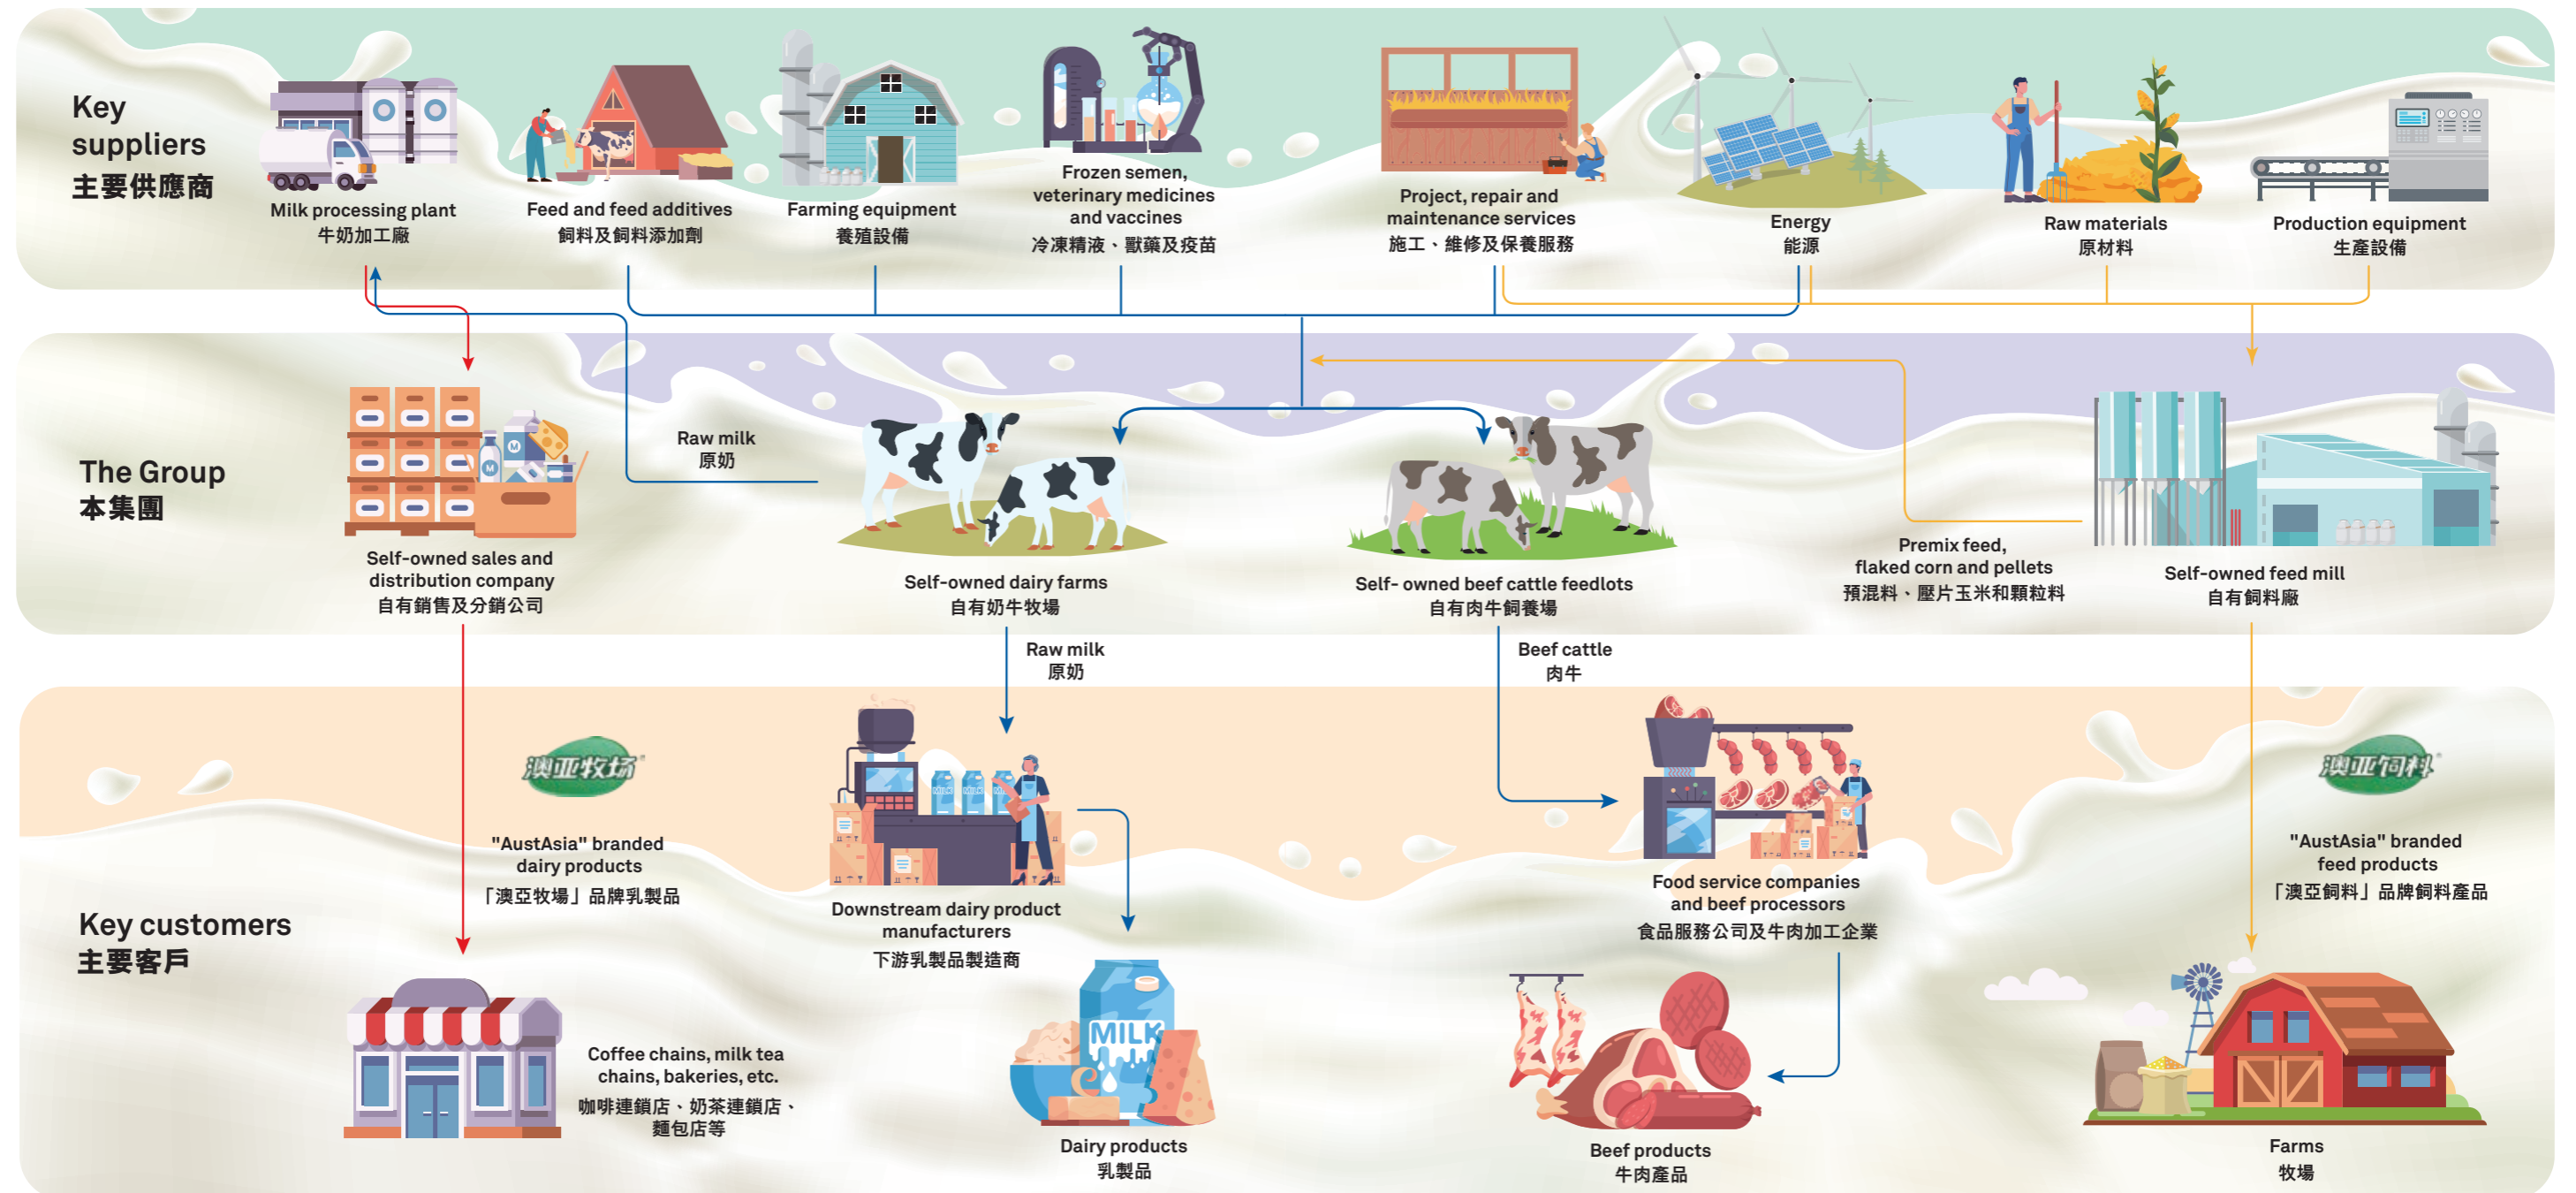 Key
suppliers
主要供應商
Milk processing plant
牛奶加工廠
Feed and feed additives
飼料及飼料添加劑
Farming equipment
養殖設備
Frozen semen,
veterinary medicines
and vaccines
冷凍精液、獸藥及疫苗
Project, repair and
maintenance services
施工、維修及保養服務
Energy
能源
Raw materials
原材料
Production equipment
生產設備
The Group
本集團
M
M
Self-owned sales and
distribution company
自有銷售及分銷公司
Raw milk
原奶
Self-owned dairy farms
自有奶牛牧場
Self- owned beef cattle feedlots
自有肉牛飼養場
Premix feed,
flaked corn and pellets
預混料、壓片玉米和顆粒料
Self-owned feed mill
自有飼料廠
Raw milk
原奶
Beef cattle
肉牛
Key customers
主要客戶
澳亚牧场®
"AustAsia" branded
dairy products
「澳亞牧場」品牌乳製品
Coffee chains, milk tea
chains, bakeries, etc.
咖啡連鎖店、奶茶連鎖店、
麵包店等
MILK
MILK
MILK
Downstream dairy product
manufacturers
下游乳製品製造商
MILK
Dairy products
乳製品
Food service companies
and beef processors
食品服務公司及牛肉加工企業
Beef products
牛肉產品
澳亚饲料®
"AustAsia" branded
feed products
「澳亞飼料」品牌飼料產品
Farms
牧場